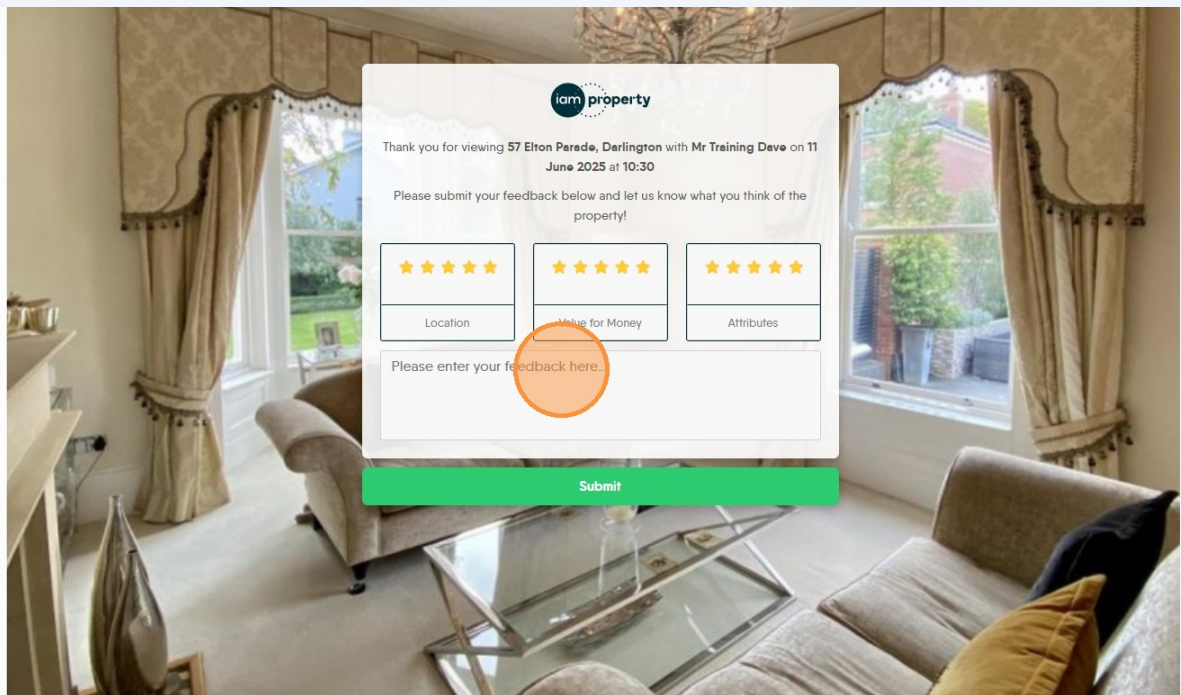 iam property
Thank you for viewing 57 Elton Parade, Darlington with Mr Training Dave on 11
June 2025 at 10:30
Please submit your feedback below and let us know what you think of the
property!
Location
Value for Money
Attributes
Please enter your feedback here..
Submit